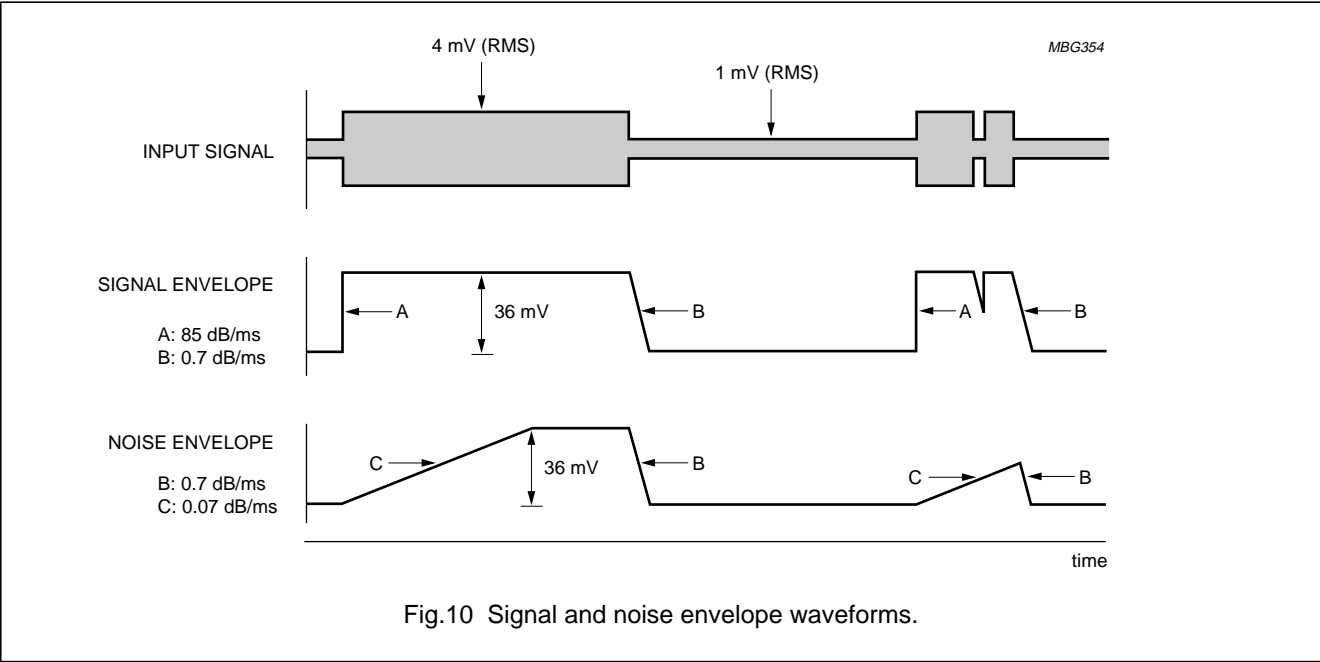 4 mV (RMS)
MBG354
1 mV (RMS)
INPUT SIGNAL
SIGNAL ENVELOPE
A
36 mV
B
A
B
A: 85 dB/ms
B: 0.7 dB/ms
NOISE ENVELOPE
C
36 mV
B
C
B
B: 0.7 dB/ms
C: 0.07 dB/ms
time
Fig.10 Signal and noise envelope waveforms.